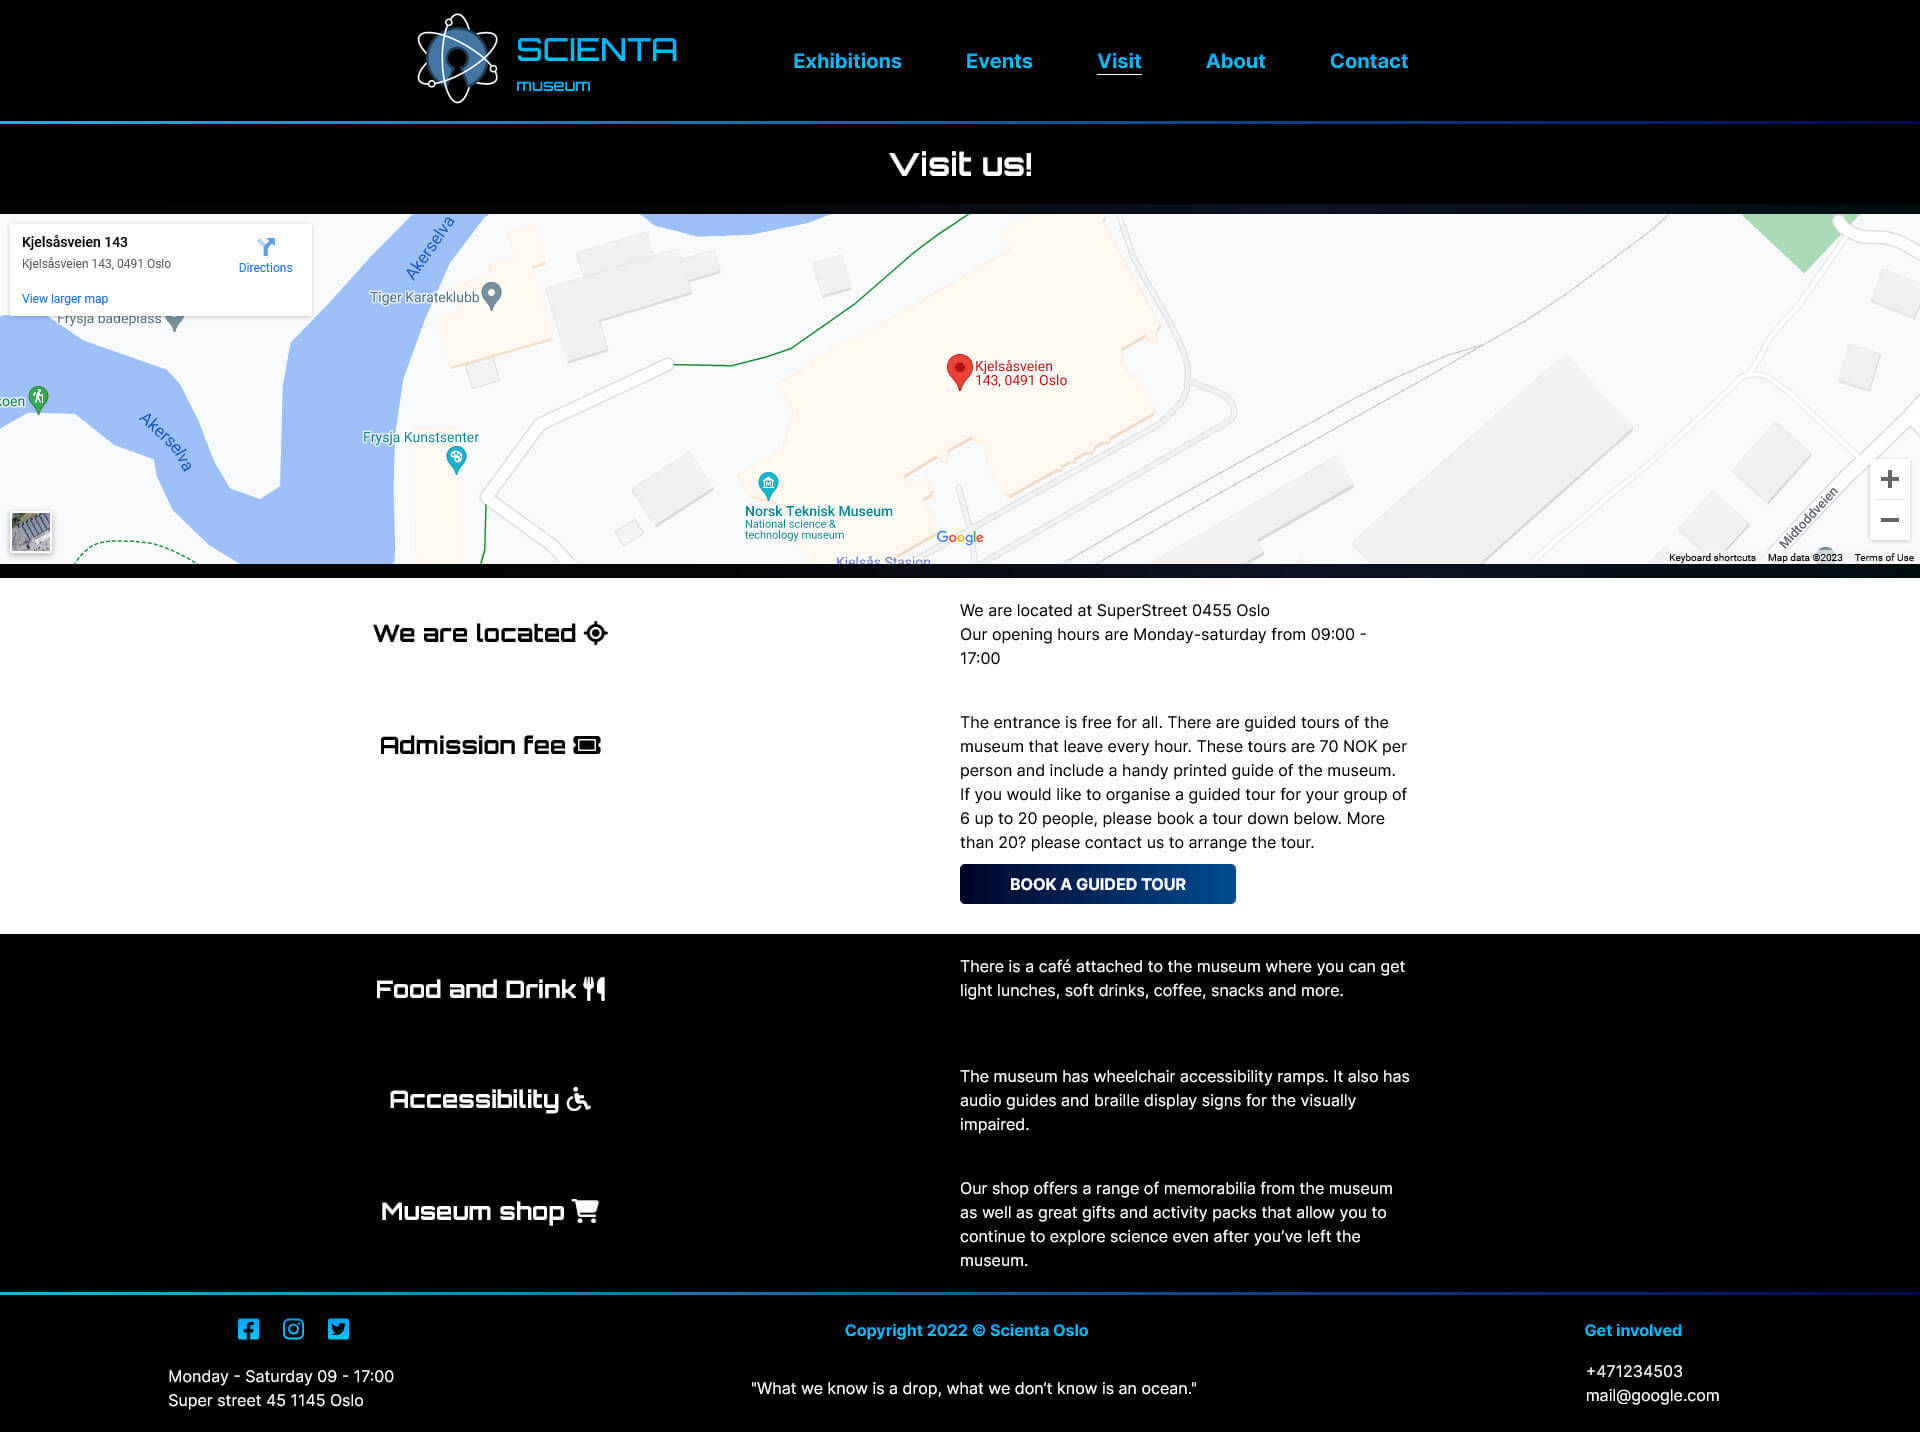 SCIENTA
museum
Exhibitions
Events
Visit
About
Contact
Visit us!
Kjelsåsveien 143
Kjelsåsveien 143, 0491 Oslo
Directions
View larger map
Frysja badeplass
Akerselva
Tiger Karateklubb
Kjelsåsveien
143, 0491 Oslo
koen
Akerselva
Frysja Kunstsenter
Norsk Teknisk Museum
National science &
technology museum
Google
Kjelsås Stasjon
Midtoddveien
Keyboard shortcuts
Map data ©2023
Terms of Use
We are located
We are located at SuperStreet 0455 Oslo
Our opening hours are Monday-saturday from 09:00 -
17:00
Admission fee
The entrance is free for all. There are guided tours of the
museum that leave every hour. These tours are 70 NOK per
person and include a handy printed guide of the museum.
If you would like to organise a guided tour for your group of
6 up to 20 people, please book a tour down below. More
than 20? please contact us to arrange the tour.
BOOK A GUIDED TOUR
Food and Drink
There is a café attached to the museum where you can get
light lunches, soft drinks, coffee, snacks and more.
Accessibility
The museum has wheelchair accessibility ramps. It also has
audio guides and braille display signs for the visually
impaired.
Museum shop
Our shop offers a range of memorabilia from the museum
as well as great gifts and activity packs that allow you to
continue to explore science even after you've left the
museum.
Monday - Saturday 09 - 17:00
Super street 45 1145 Oslo
Copyright 2022 © Scienta Oslo
"What we know is a drop, what we don't know is an ocean."
Get involved
+471234503
mail@google.com